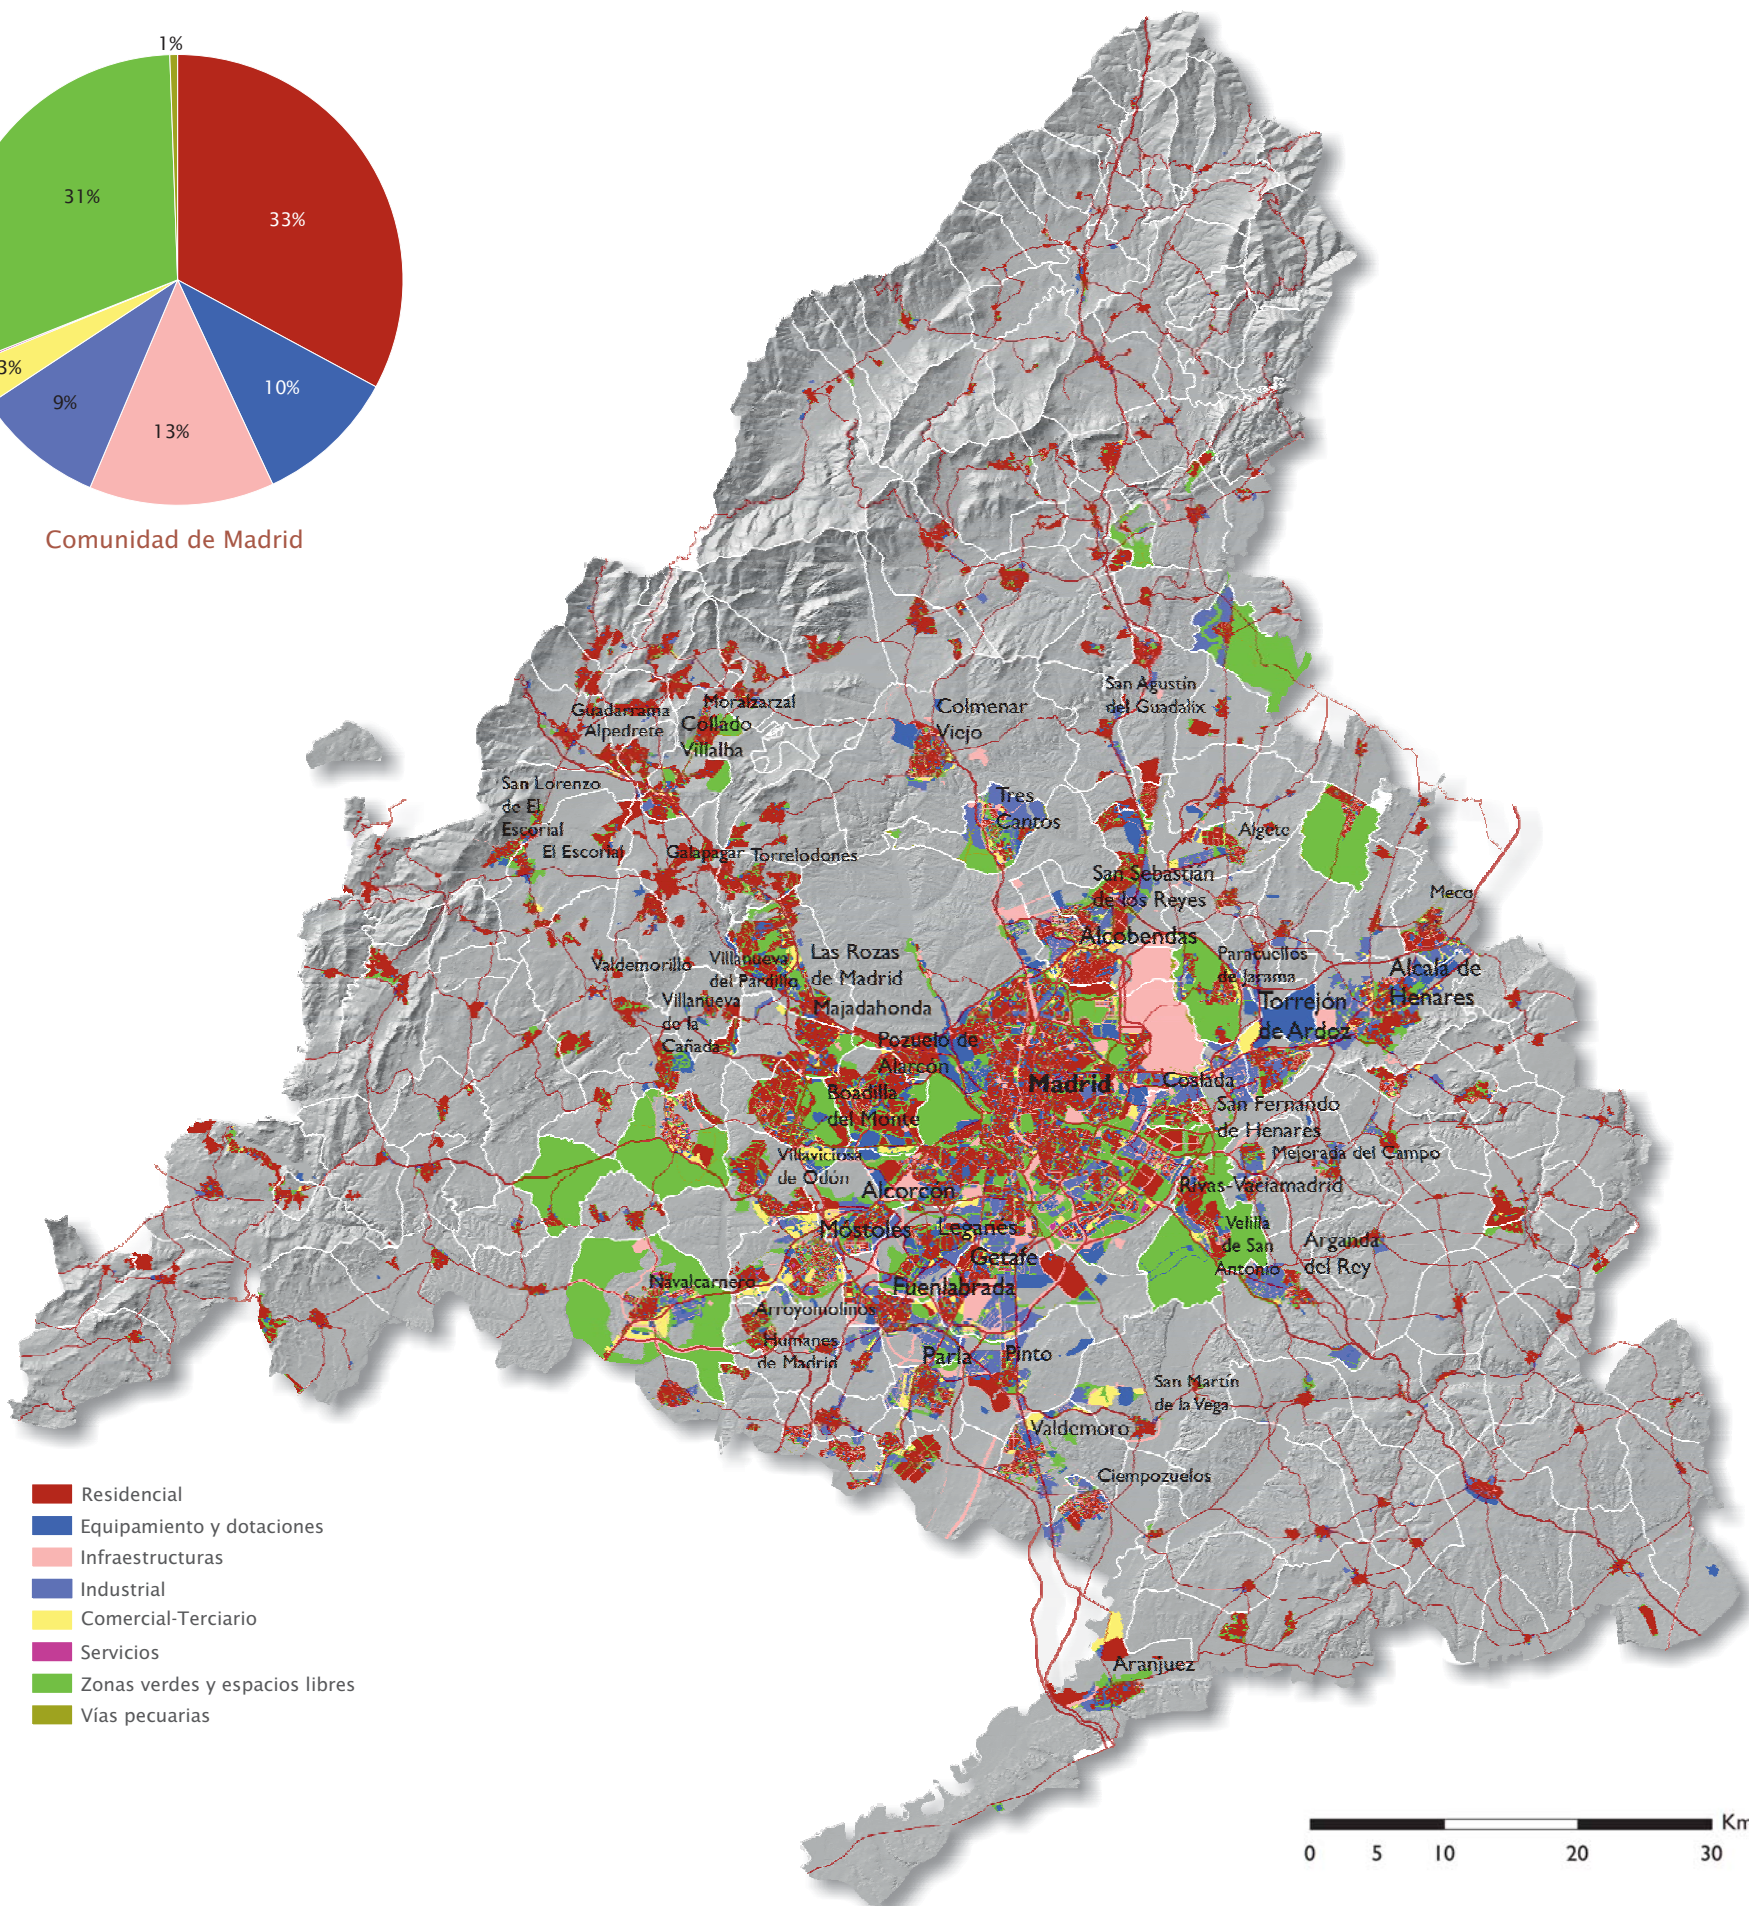 1%
31%
33%
3%
9%
10%
13%
Comunidad de Madrid
San Agustín
del Guadalix
Moralzarzal
Guadarrama
Collado
Villalba
Alpedrete
Colmenar
Viejo
San Lorenzo
de El
Escorial
El Escorial
Galapagar
Torrelodones
Tres
Cantos
Algete
San Sebastián
de los Reyes
Meco
Alcobendas
Las Rozas
de Madrid
Villanueva
del Pardillo
Valdemorillo
Paracuellos
de Jarama
Alcalá de
Henares
Villanueva
de la
Cañada
Majadahonda
Torrejón
de Ardoz
Pozuelo de
Alarcón
Madrid
Coslada
Boadilla
del Monte
San Fernando
de Henares
Villaviciosa
de Odón
Mejorada del Campo
Alcorcón
Rivas-Vaciamadrid
Móstoles
Leganés
Velilla
de San
Antonio
Arganda
del Rey
Getafe
Navalcarnero
Fuenlabrada
Arroyomolinos
Humanes
de Madrid
Parla
Pinto
San Martín
de la Vega
Valdemoro
Ciempozuelos
Aranjuez
Residencial
Equipamiento y dotaciones
Infraestructuras
Industrial
Comercial-Terciario
Servicios
Zonas verdes y espacios libres
Vías pecuarias
Km
0 5 10 20 30